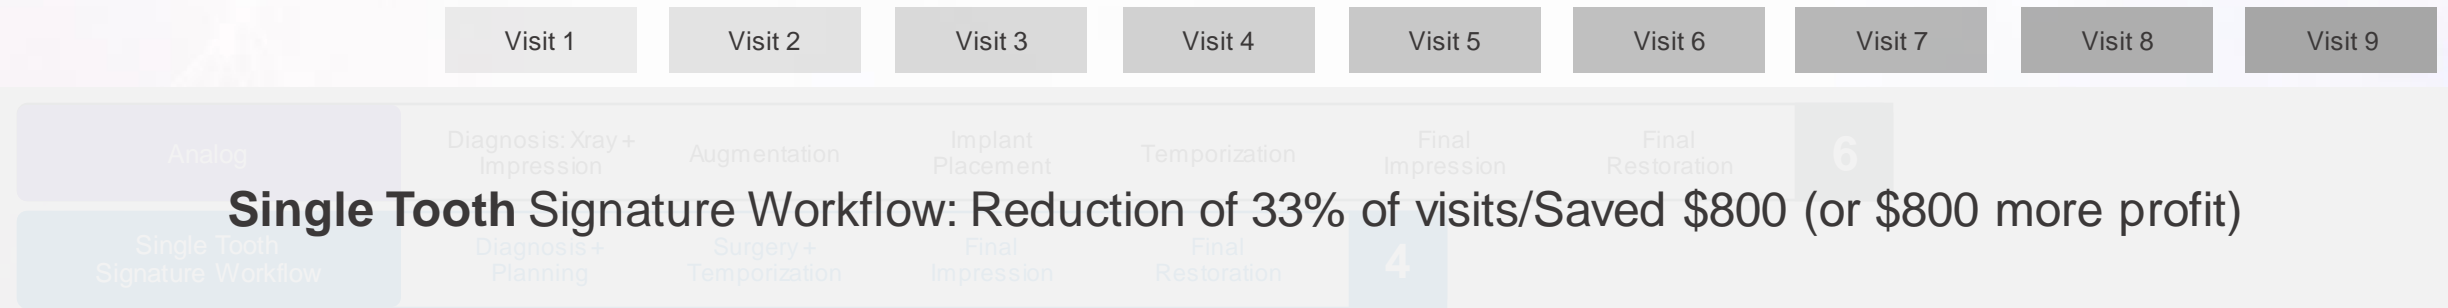 Visit 1 Visit 2 Visit 3 Visit 4 Visit 5 Visit 6 Visit 7 Visit 8 Visit 9
Analog
Diagnosis: Xray +
Impression
Augmentation
Implant
Placement
Temporization
Final
Impression
Final
Restoration
6
Single Tooth Signature Workflow: Reduction of 33% of visits/Saved $800 (or $800 more profit)
Single Tooth
Signature Workflow
Diagnosis +
Planning
Surgery +
Temporization
Final
Impression
Final
Restoration
4